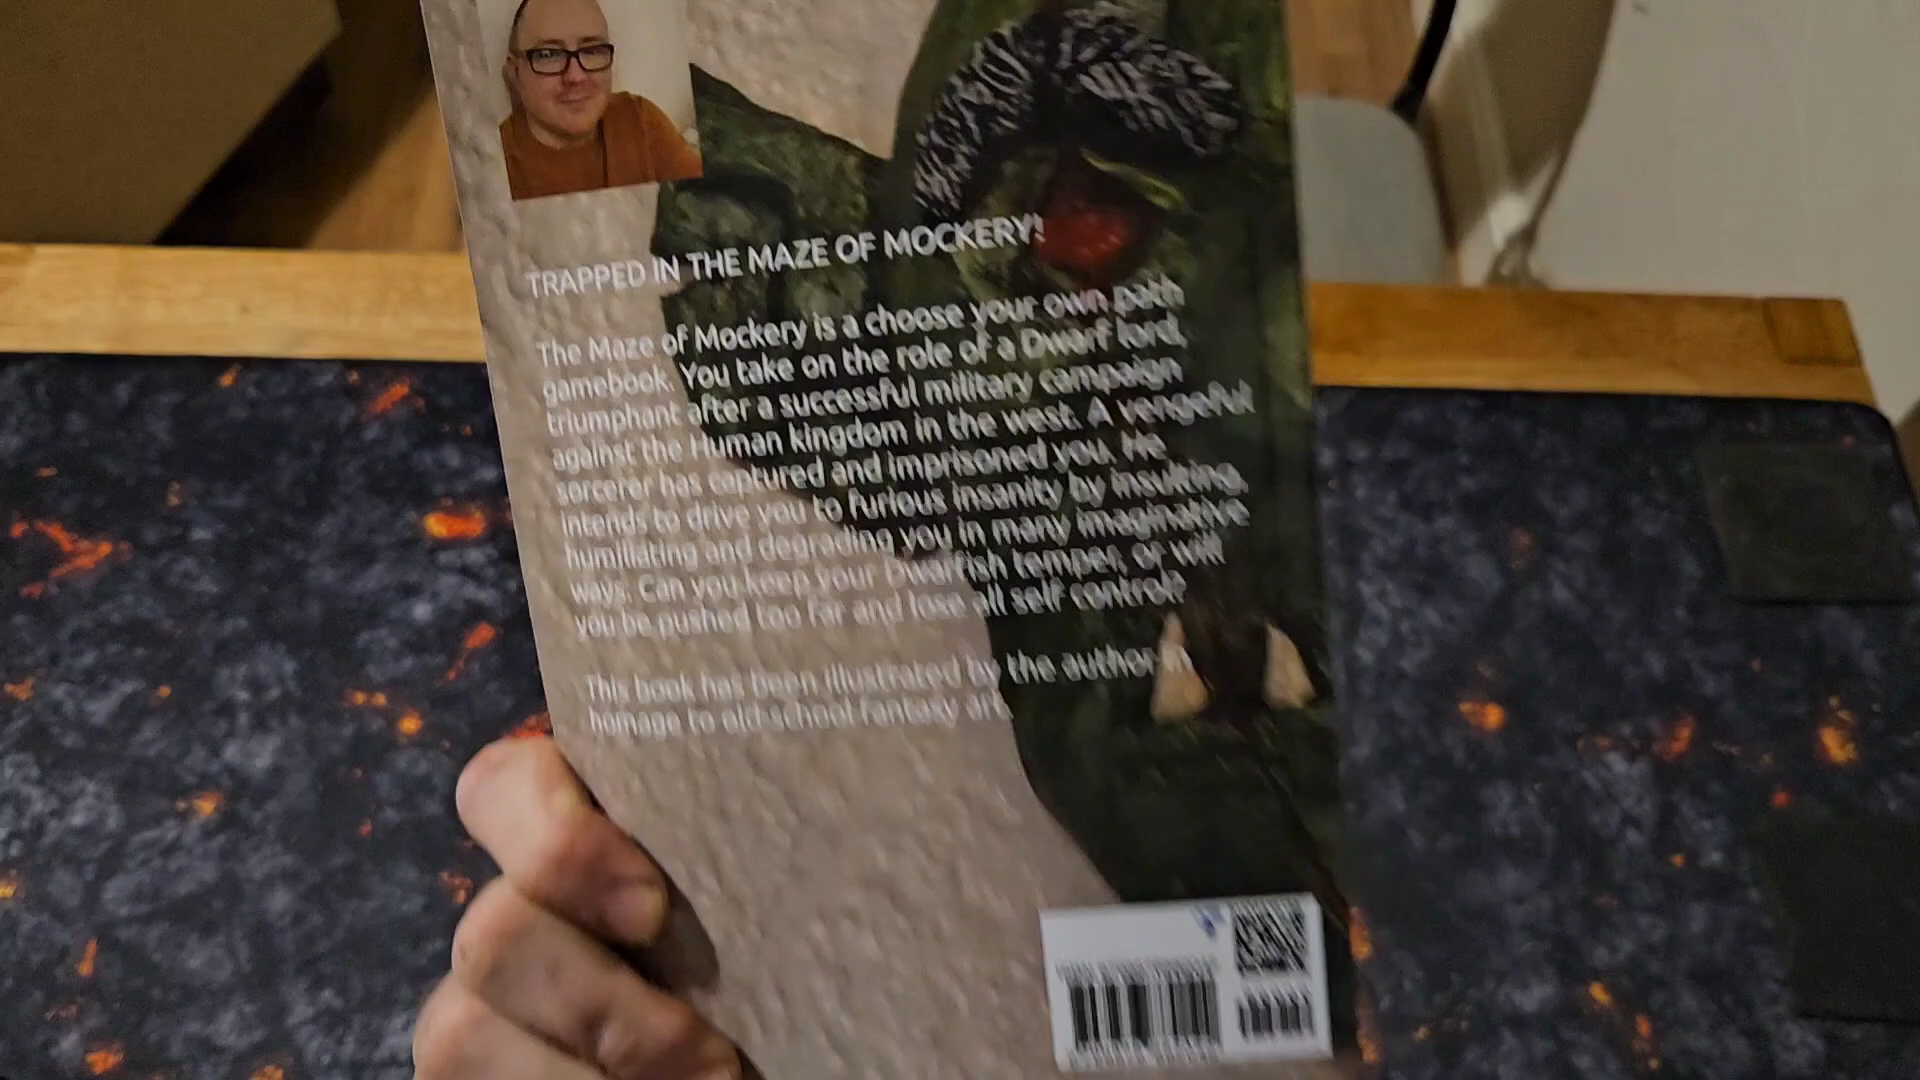 TRAPPED IN THE MAZE OF MOCKERY!
The Maze of Mockery is a choose your own path
gamebook. You take on the role of a Dwarf lord,
triumphant after a successful military campaign
against the Human kingdom in the west. A vengeful
sorcerer has captured and imprisoned you. He
intends to drive you to furious insanity by insulting,
humiliating and degrading you in many imaginative
ways. Can you keep your Dwarfish temper, or will
you be pushed too far and lose all self control?
This book has been illustrated by the author in
homage to old school fantasy art.